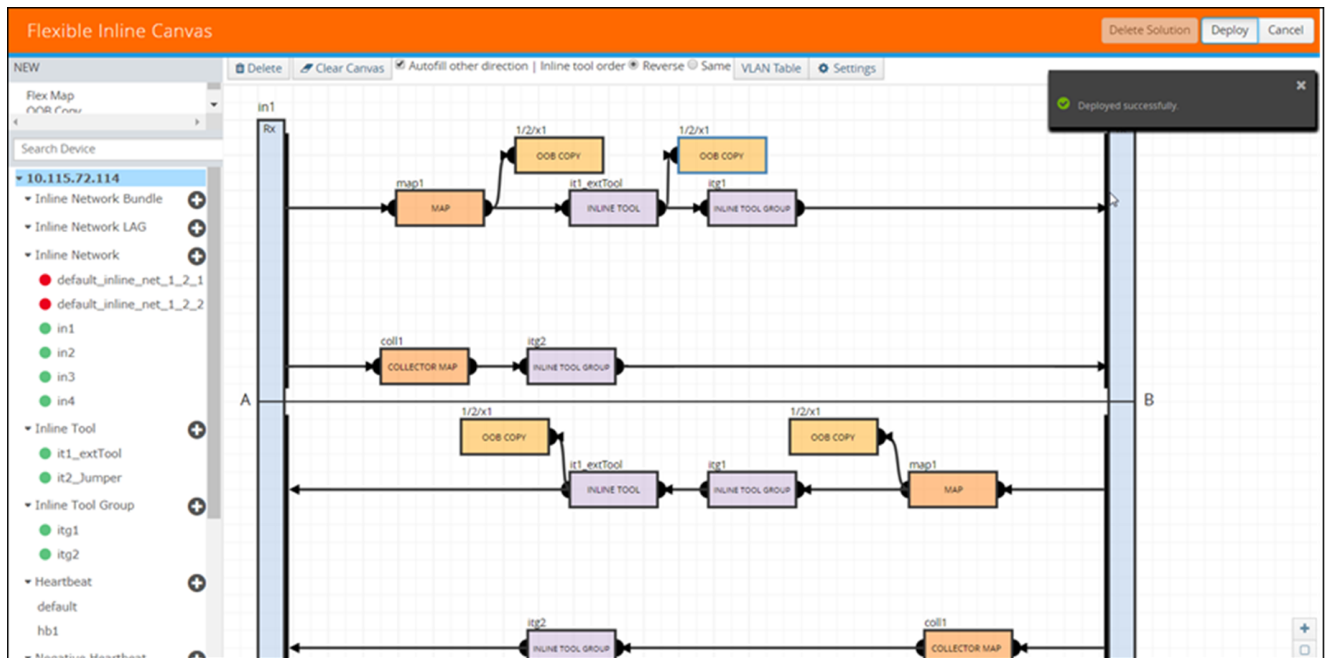 Flexible Inline Canvas
Delete Solution Deploy Cancel
NEW
Flex Map
OOB Copy
Search Device
10.115.72.114
Inline Network Bundle
Inline Network LAG
Inline Network
default_inline_net_1_2_1
default_inline_net_1_2_2
in1
in2
in3
in4
Inline Tool
it1_extTool
it2_Jumper
Inline Tool Group
itg1
itg2
Heartbeat
default
hb1
Negative Heartbeat
Delete Clear Canvas Autofill other direction | Inline tool order Reverse Same VLAN Table Settings
Deployed successfully.
in1
Rx
1/2/x1 1/2/x1
OOB COPY OOB COPY
map1 it1_extTool itg1
MAP INLINE TOOL INLINE TOOL GROUP
coll1 itg2
COLLECTOR MAP INLINE TOOL GROUP
A B
1/2/x1 1/2/x1
OOB COPY OOB COPY
it1_extTool itg1 map1
INLINE TOOL INLINE TOOL GROUP MAP
itg2 coll1
INLINE TOOL GROUP COLLECTOR MAP